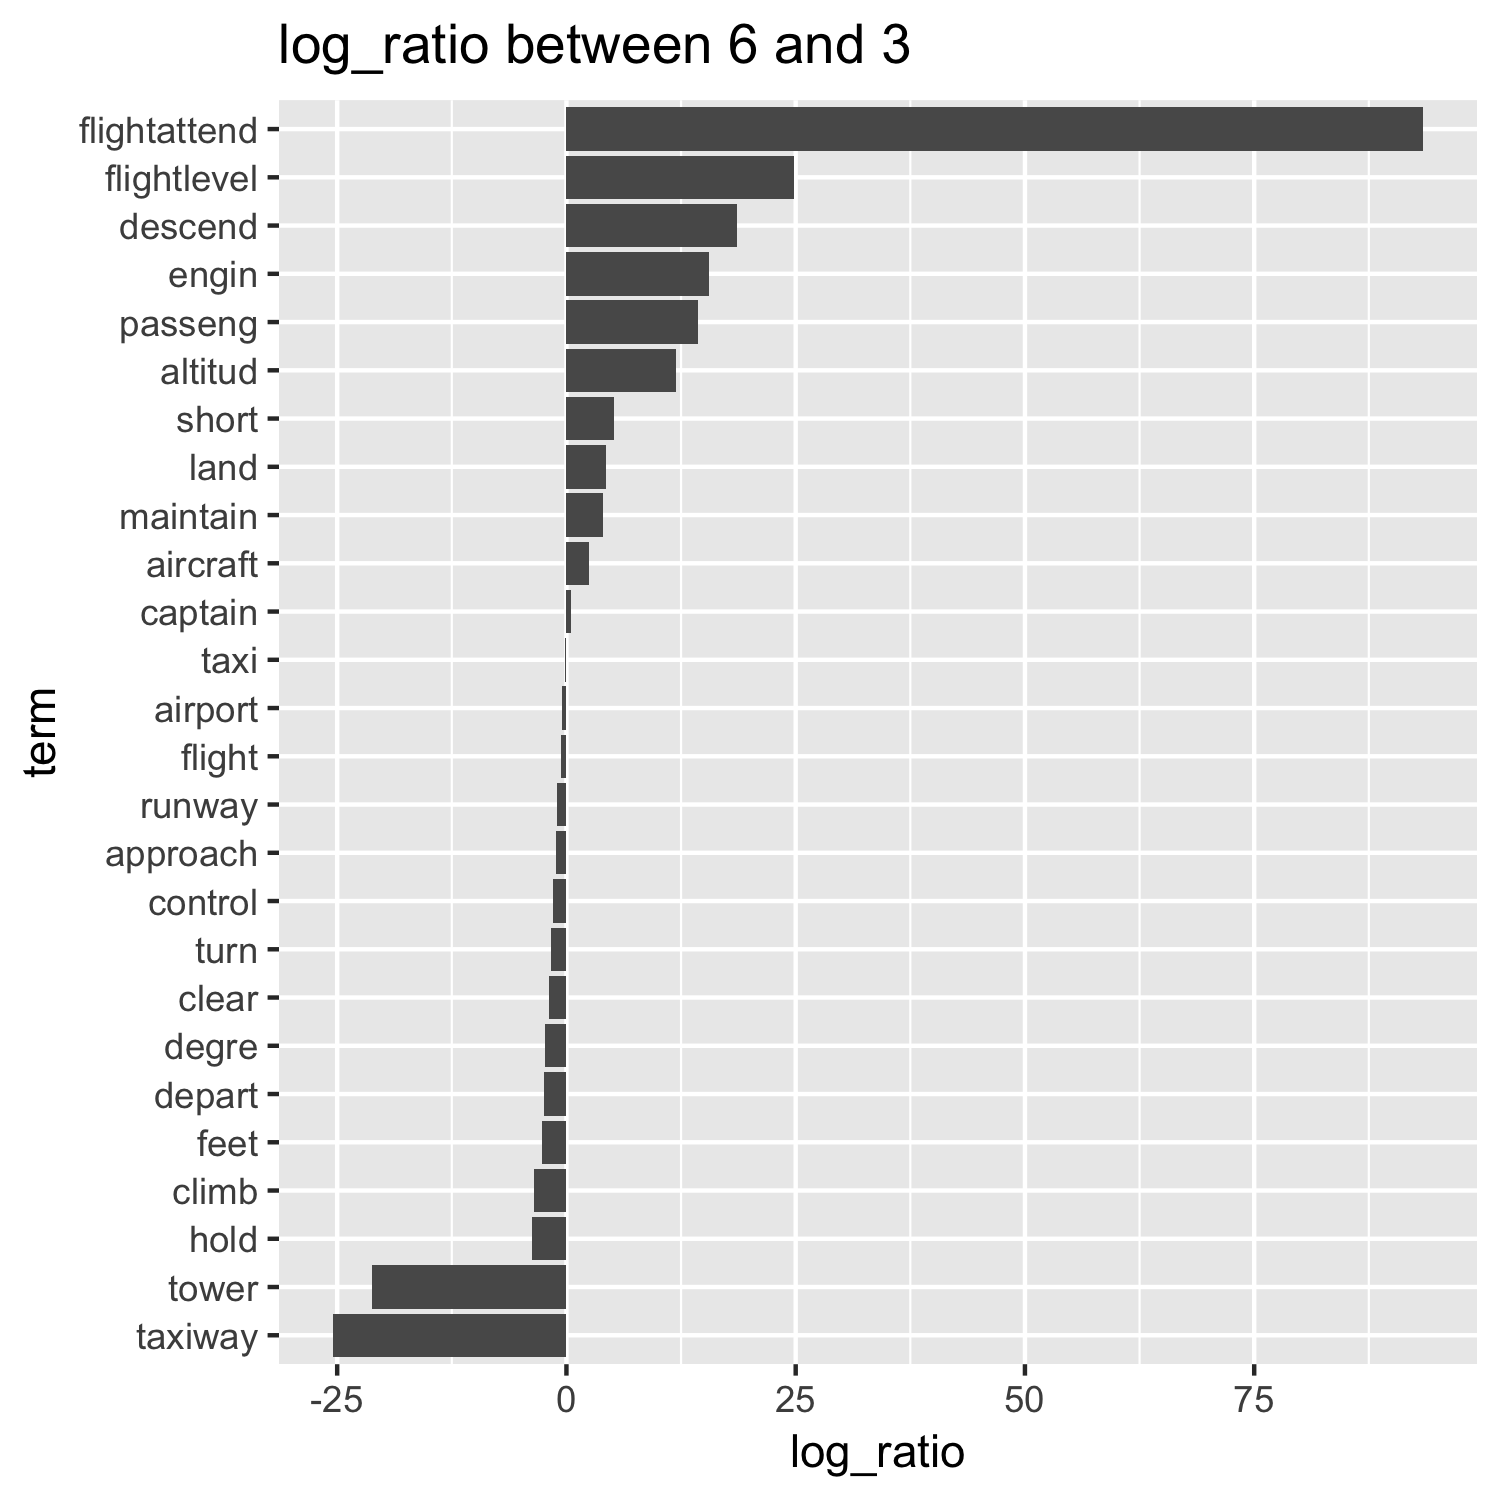 log_ratio between 6 and 3
flightattend
flightlevel
descend
engin
passeng
altitud
short
land
maintain
aircraft
captain
taxi
airport
flight
runway
approach
control
turn
clear
degre
depart
feet
climb
hold
tower
taxiway
term
-25 0 25 50 75
log_ratio